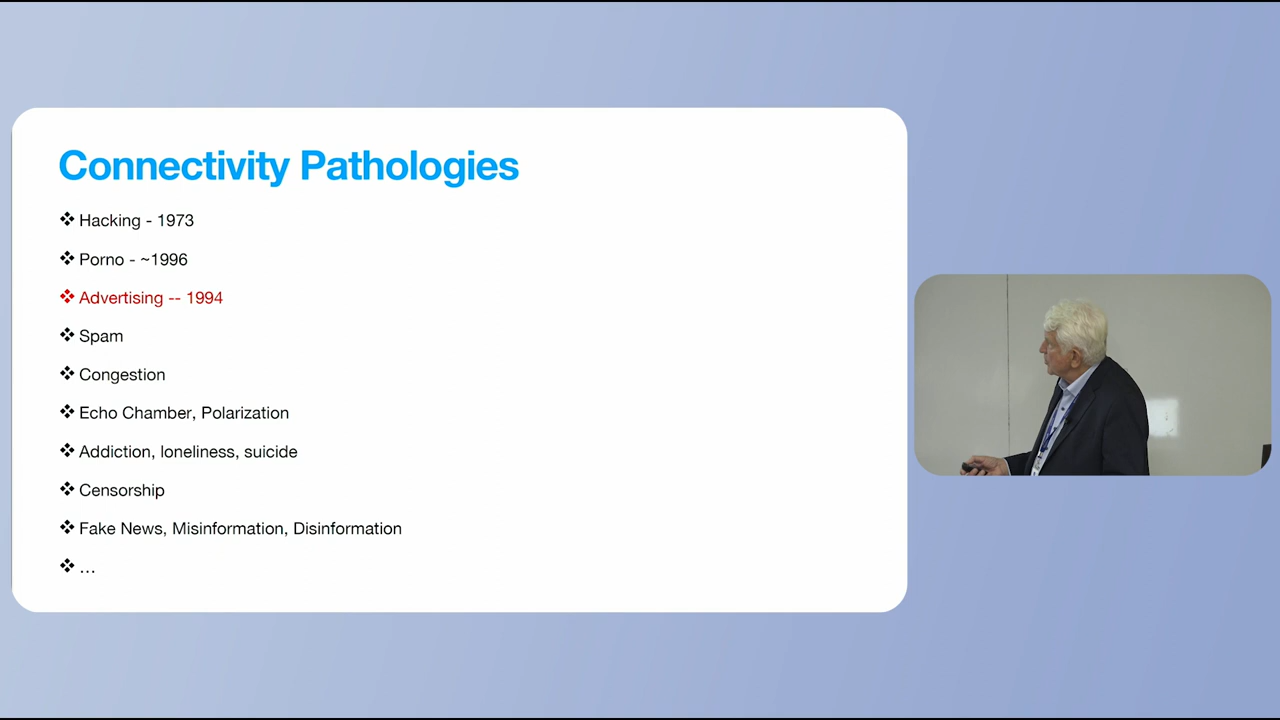 Connectivity Pathologies
❖ Hacking - 1973
❖ Porno - ~1996
❖ Advertising -- 1994
❖ Spam
❖ Congestion
❖ Echo Chamber, Polarization
❖ Addiction, loneliness, suicide
❖ Censorship
❖ Fake News, Misinformation, Disinformation
❖ ...